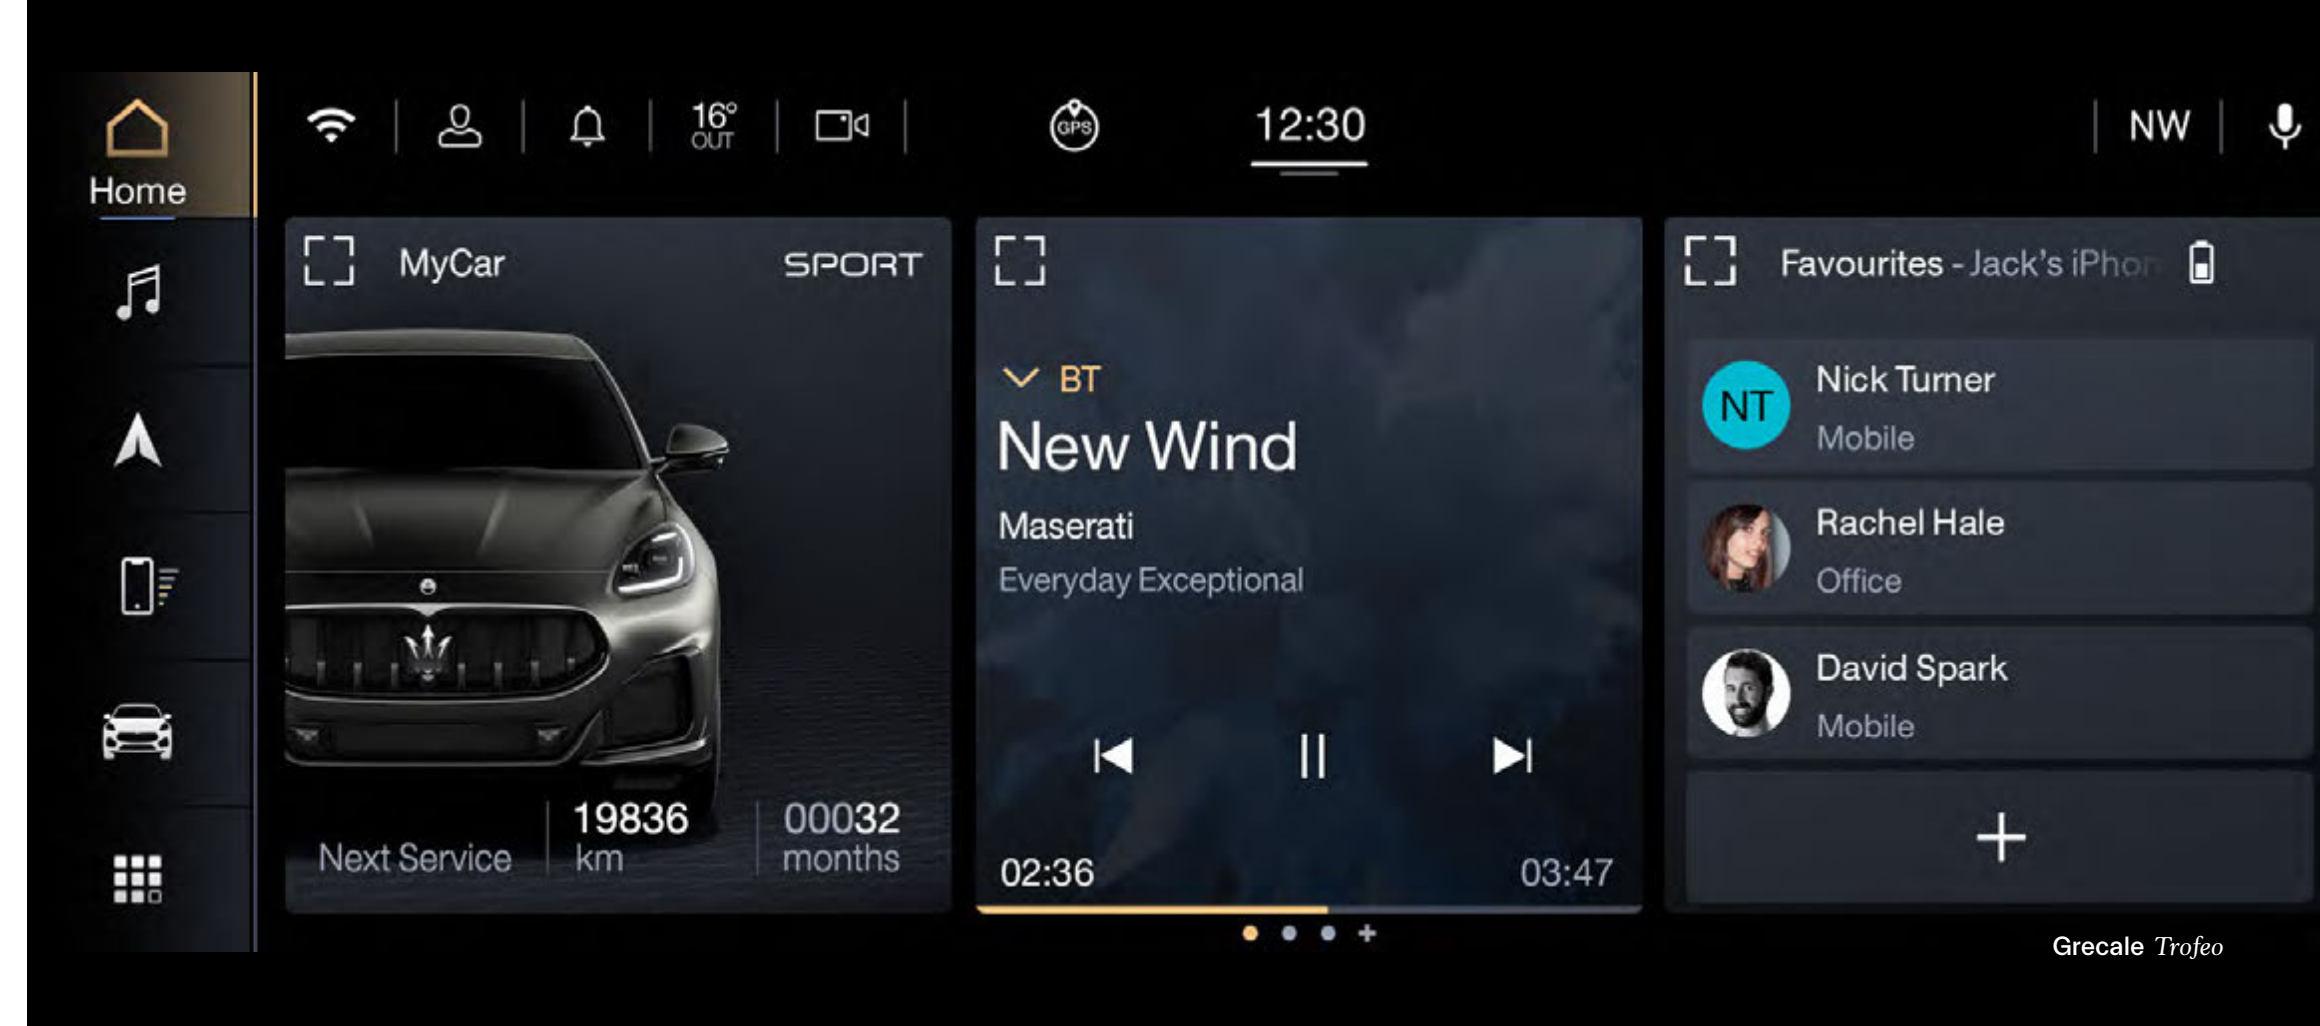 Home
16°
OUT
GPS
12:30
NW
MyCar
SPORT
Next Service
19836
km
00032
months
BT
New Wind
Maserati
Everyday Exceptional
02:36
03:47
Favourites - Jack's iPhon
NT
Nick Turner
Mobile
Rachel Hale
Office
David Spark
Mobile
Grecale Trofeo